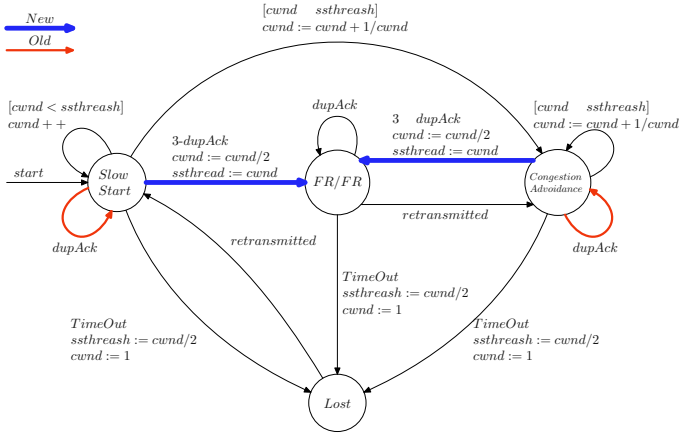 New
Old
[cwnd ssthreash]
cwnd := cwnd + 1/cwnd
[cwnd < ssthreash]
cwnd + +
dupAck
3 dupAck
cwnd := cwnd/2
ssthread := cwnd
[cwnd ssthreash]
cwnd := cwnd + 1/cwnd
3-dupAck
cwnd := cwnd/2
ssthread := cwnd
start
Slow
Start
FR/FR
Congestion
Advoidance
retransmitted
dupAck
retransmitted
dupAck
TimeOut
ssthreash := cwnd/2
cwnd := 1
TimeOut
ssthreash := cwnd/2
cwnd := 1
TimeOut
ssthreash := cwnd/2
cwnd := 1
Lost